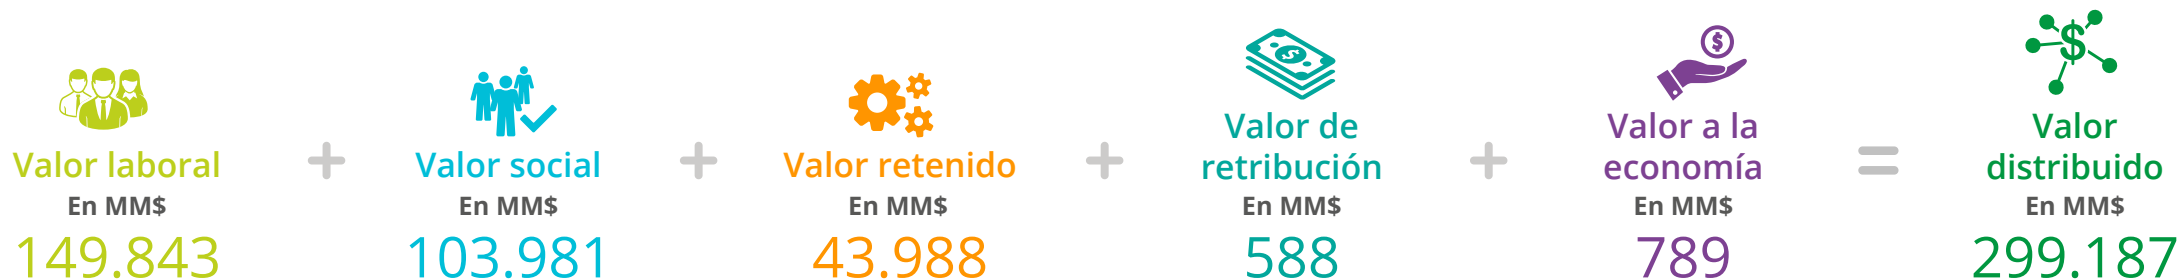 Valor laboral
En MM$
149.843
+
Valor social
En MM$
103.981
+
Valor retenido
En MM$
43.988
+
Valor de
retribución
En MM$
588
+
Valor a la
economía
En MM$
789
=
Valor
distribuido
En MM$
299.187